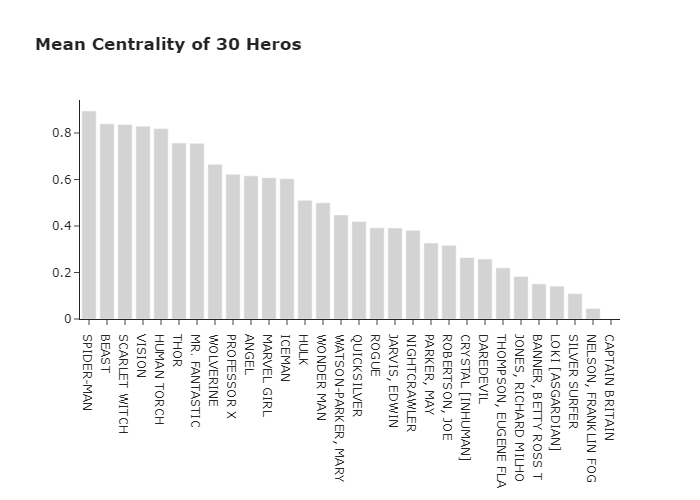 Mean Centrality of 30 Heros
0.8
0.6
0.4
0.2
0
SPIDER-MAN
BEAST
SCARLET WITCH
VISION
HUMAN TORCH
THOR
MR. FANTASTIC
WOLVERINE
PROFESSOR X
ANGEL
MARVEL GIRL
ICEMAN
HULK
WONDER MAN
WATSON-PARKER, MARY
QUICKSILVER
ROGUE
JARVIS, EDWIN
NIGHTCRAWLER
PARKER, MAY
ROBERTSON, JOE
CRYSTAL [INHUMAN]
DAREDEVIL
THOMPSON, EUGENE FLA
JONES, RICHARD MILHO
BANNER, BETTY ROSS T
LOKI [ASGARDIAN]
SILVER SURFER
NELSON, FRANKLIN FOG
CAPTAIN BRITAIN